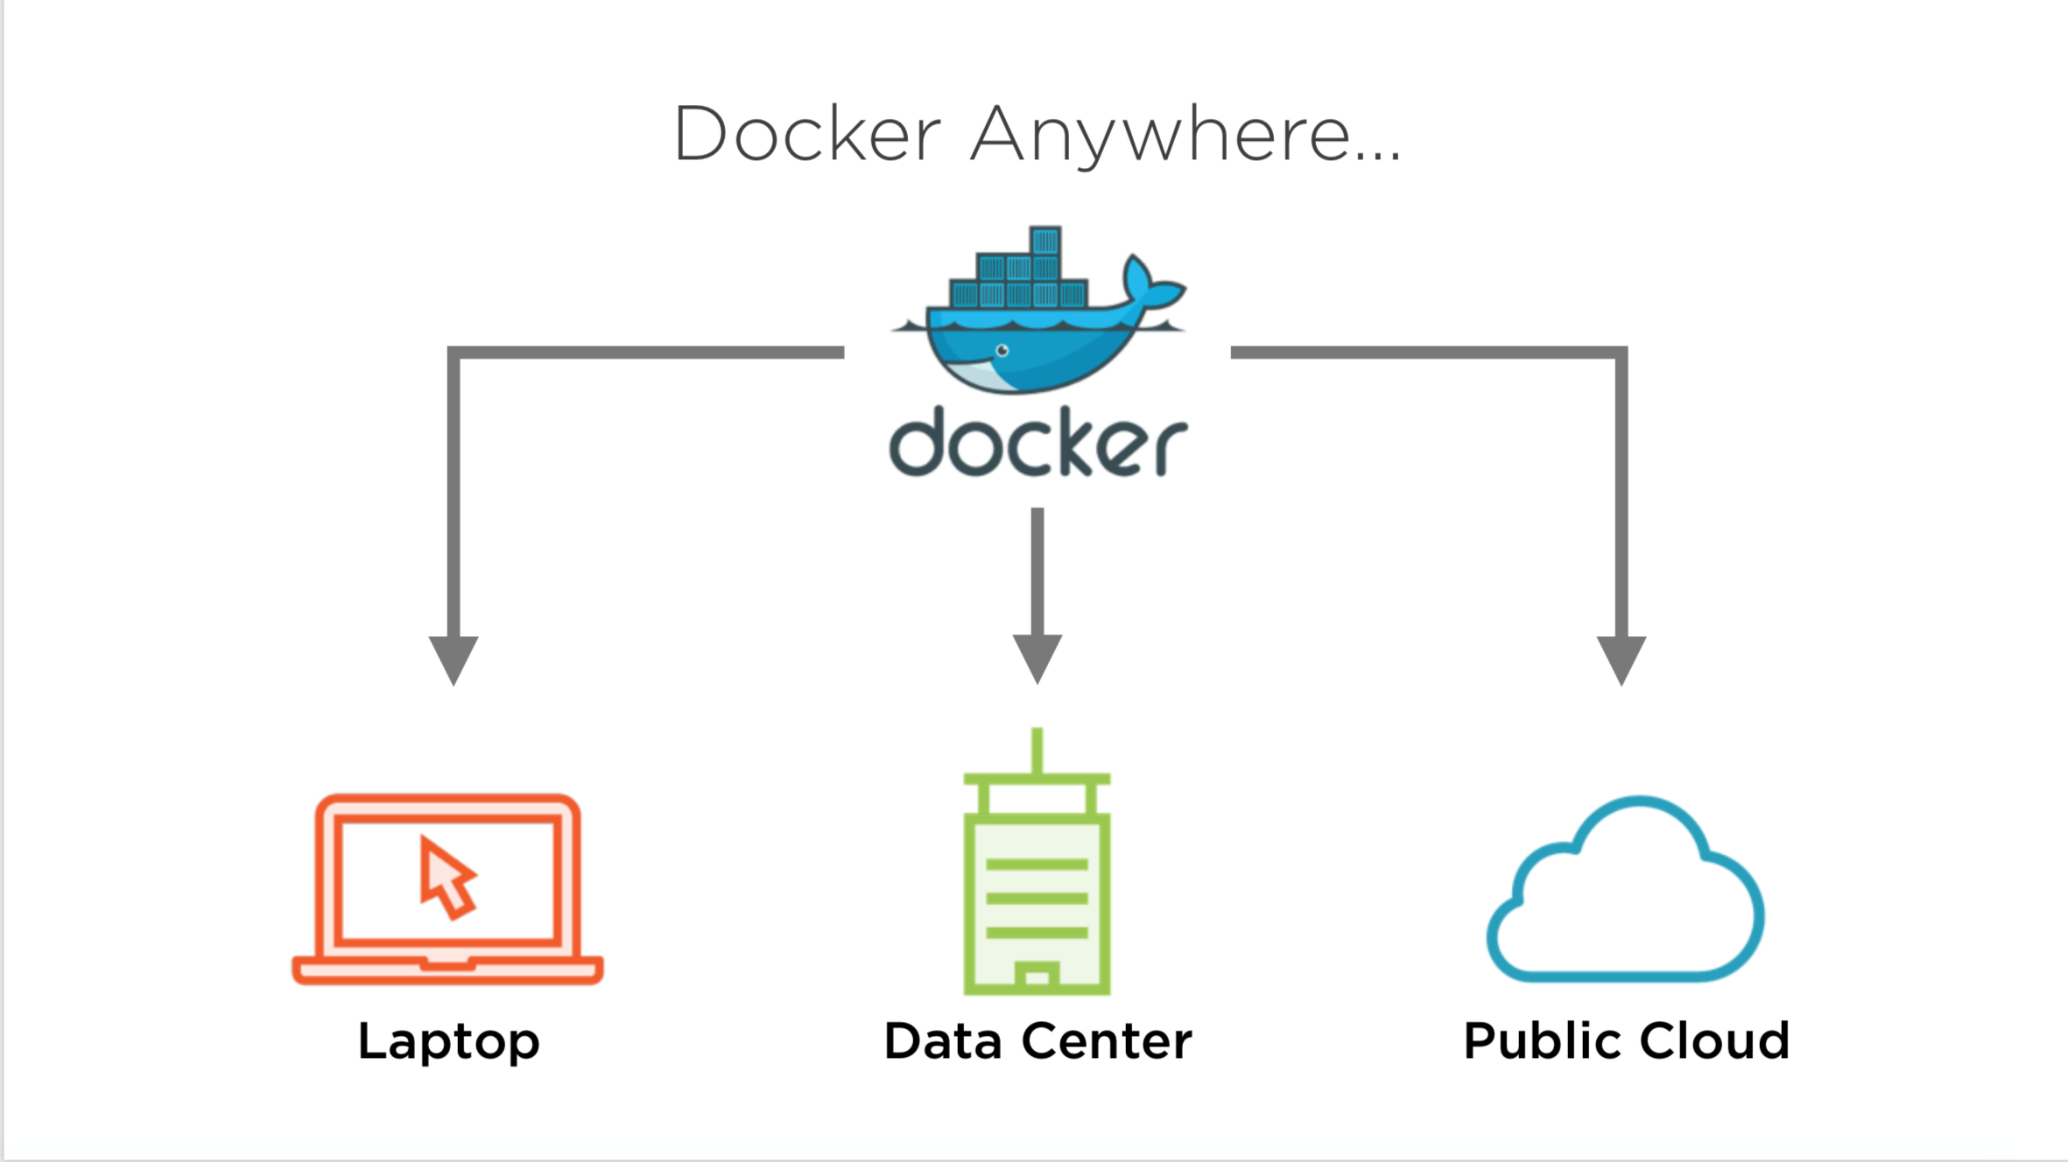 Docker Anywhere...
docker
Laptop
Data Center
Public Cloud